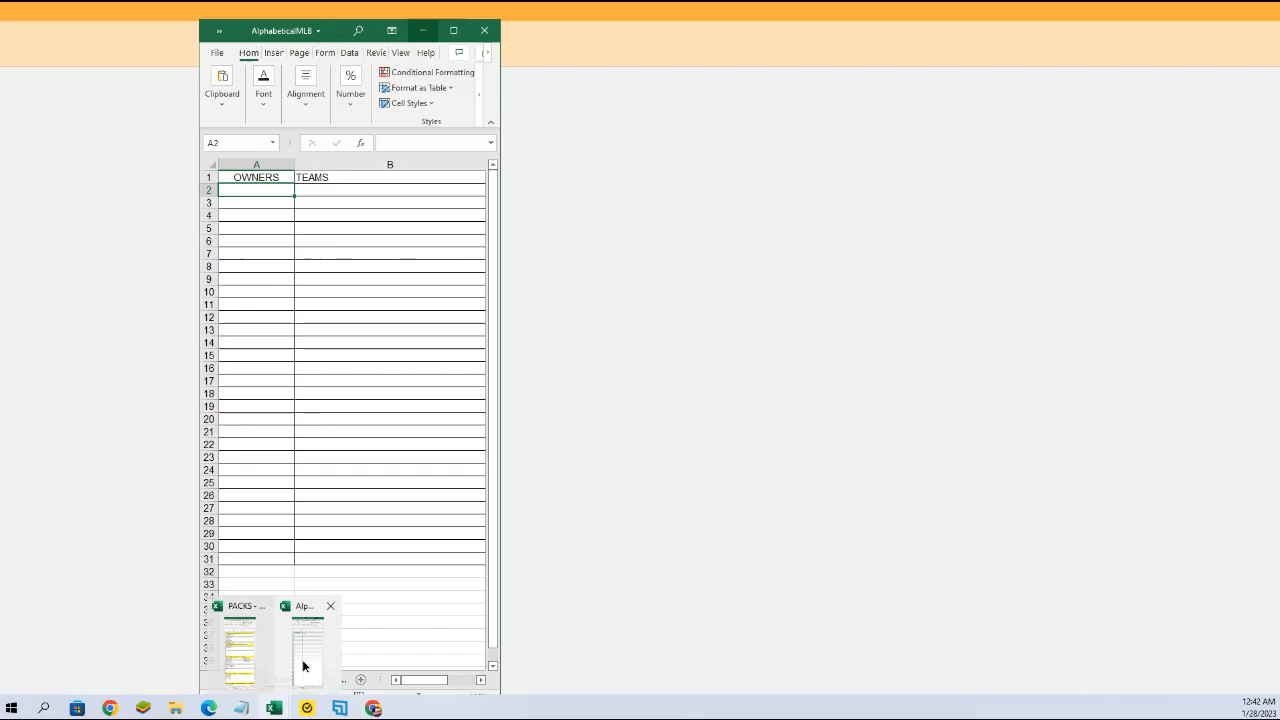 » AlphabeticalMLB
File Hom Inser Page Form Data Revie View Help
Clipboard Font Alignment Number
Conditional Formatting
Format as Table
Cell Styles
Styles
A2 fx
A B
1 OWNERS TEAMS
2
3
4
5
6
7
8
9
10
11
12
13
14
15
16
17
18
19
20
21
22
23
24
25
26
27
28
29
30
31
32
33
PACKS - ... Alp...
...
12:42 AM
1/28/2023